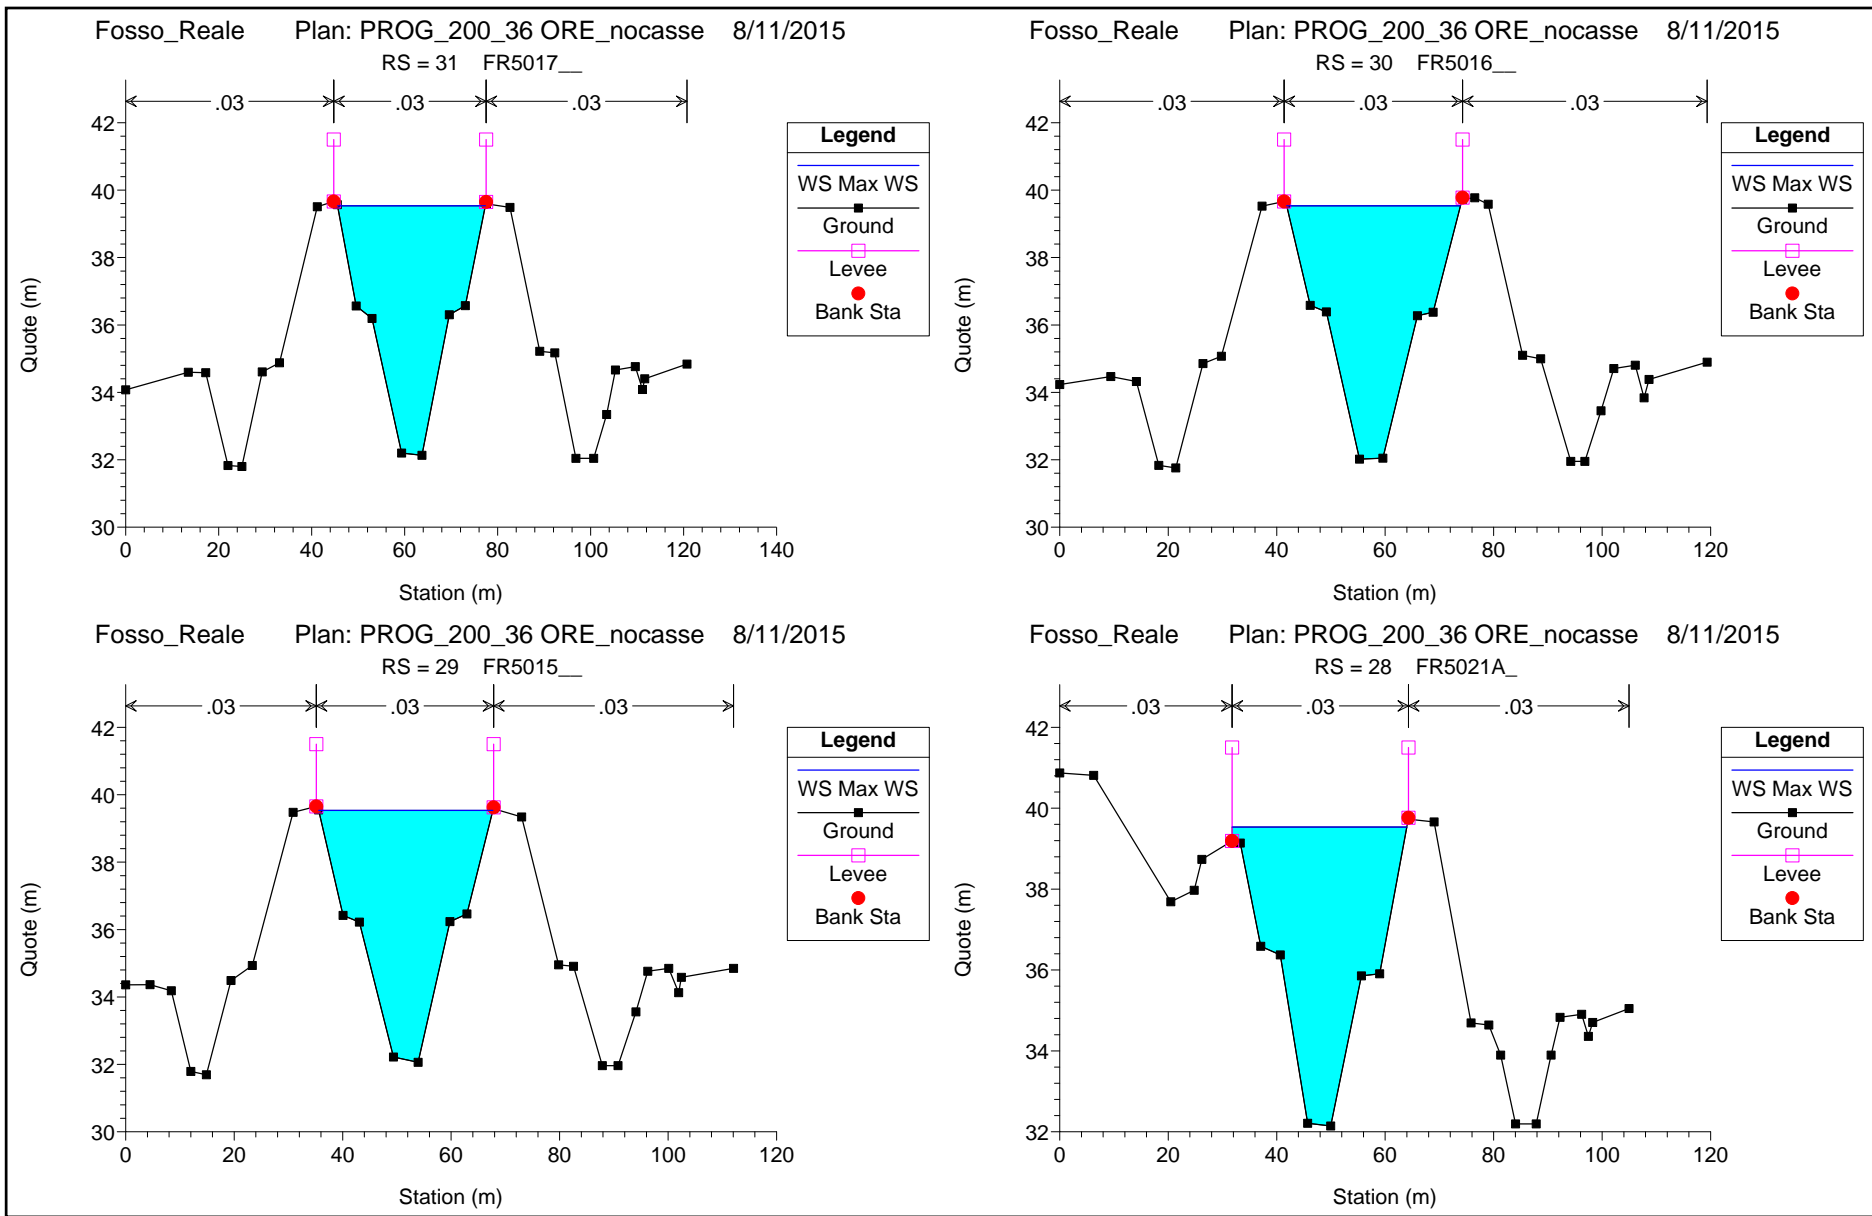 Fosso_Reale Plan: PROG_200_36 ORE_nocasse 8/11/2015
RS = 31 FR5017__
.03 .03 .03
42
40
38
36
34
32
30
Quote (m)
0 20 40 60 80 100 120 140
Station (m)
Legend
WS Max WS
Ground
Levee
Bank Sta
Fosso_Reale Plan: PROG_200_36 ORE_nocasse 8/11/2015
RS = 30 FR5016__
.03 .03 .03
42
40
38
36
34
32
30
Quote (m)
0 20 40 60 80 100 120
Station (m)
Legend
WS Max WS
Ground
Levee
Bank Sta
Fosso_Reale Plan: PROG_200_36 ORE_nocasse 8/11/2015
RS = 29 FR5015__
.03 .03 .03
42
40
38
36
34
32
30
Quote (m)
0 20 40 60 80 100 120
Station (m)
Legend
WS Max WS
Ground
Levee
Bank Sta
Fosso_Reale Plan: PROG_200_36 ORE_nocasse 8/11/2015
RS = 28 FR5021A_
.03 .03 .03
42
40
38
36
34
32
Quote (m)
0 20 40 60 80 100 120
Station (m)
Legend
WS Max WS
Ground
Levee
Bank Sta